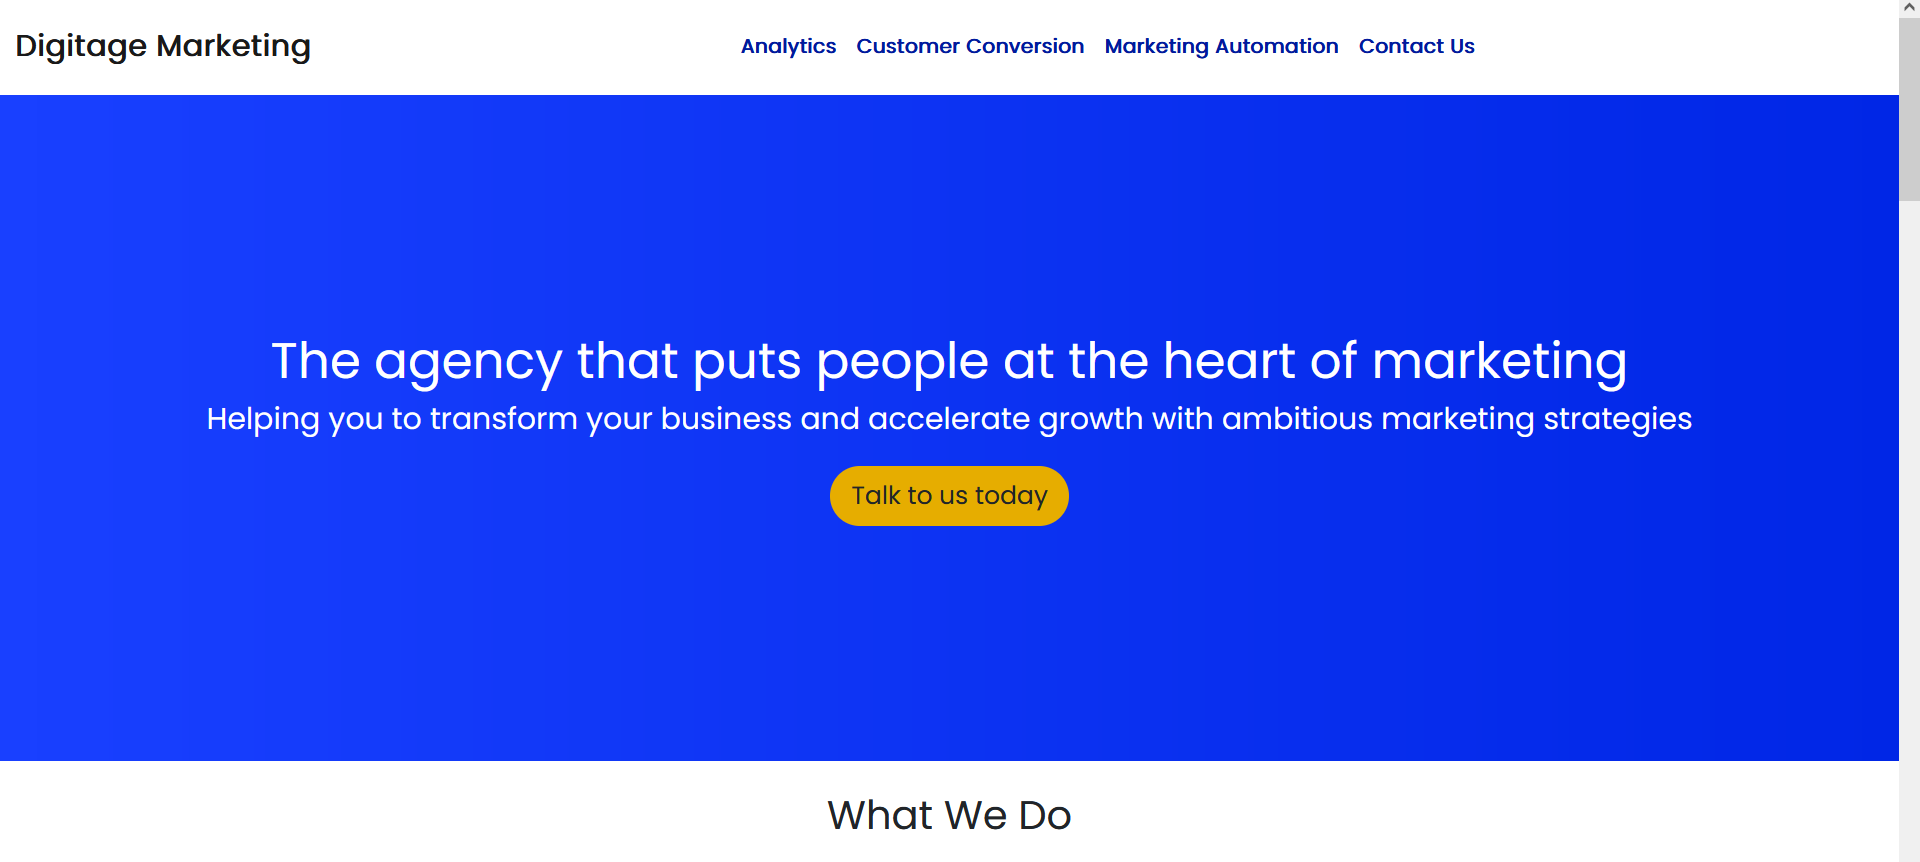 Digitage Marketing
Analytics Customer Conversion Marketing Automation Contact Us
The agency that puts people at the heart of marketing
Helping you to transform your business and accelerate growth with ambitious marketing strategies
Talk to us today
What We Do